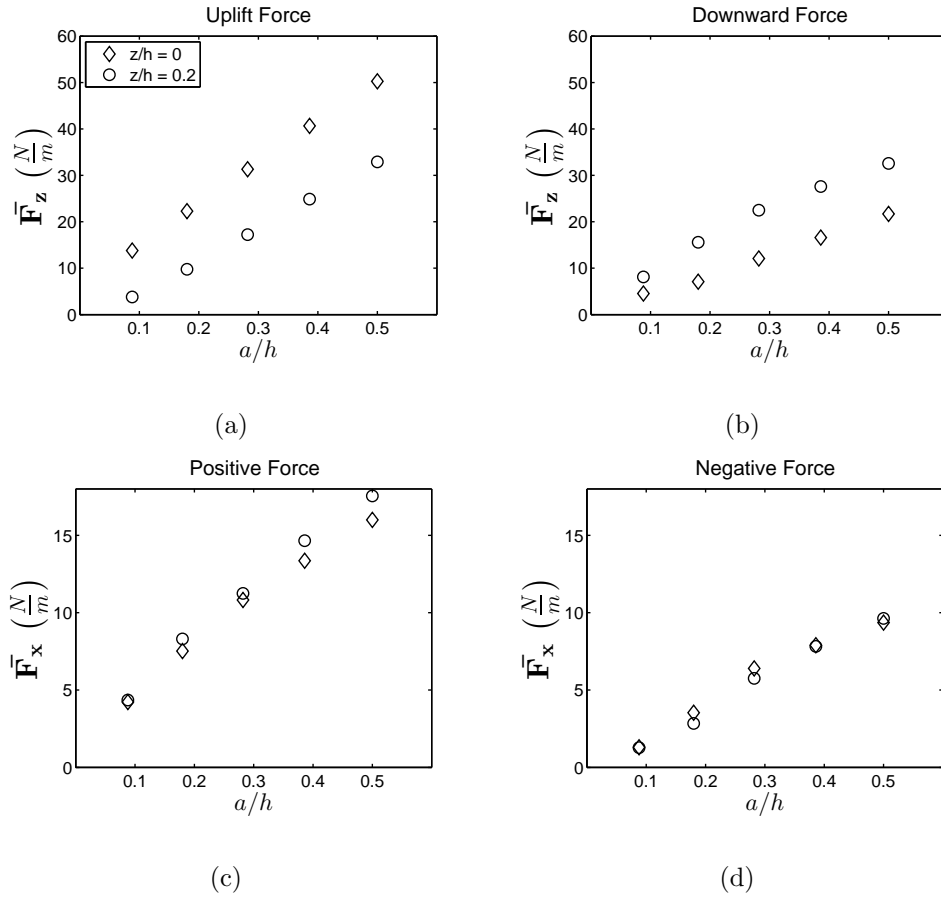 Uplift Force
60
50
40
30
20
10
0
F̄z (N/m)
z/h = 0
z/h = 0.2
0.1 0.2 0.3 0.4 0.5
a/h
(a)
Downward Force
60
50
40
30
20
10
0
F̄z (N/m)
0.1 0.2 0.3 0.4 0.5
a/h
(b)
Positive Force
15
10
5
0
F̄x (N/m)
0.1 0.2 0.3 0.4 0.5
a/h
(c)
Negative Force
15
10
5
0
F̄x (N/m)
0.1 0.2 0.3 0.4 0.5
a/h
(d)